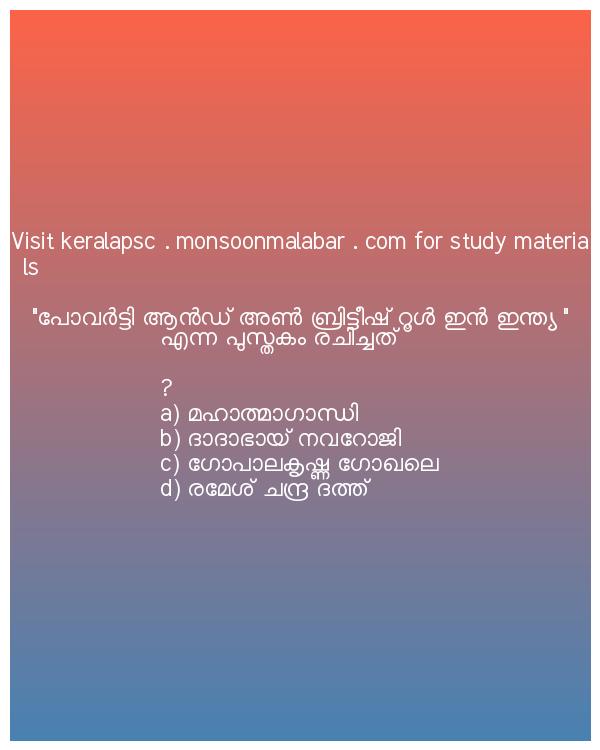 Visit keralapsc . monsoonmalabar . com for study materia
ls
"പോവർട്ടി ആൻഡ് അൺ ബ്രിട്ടീഷ് റൂൾ ഇൻ ഇന്ത്യ "
എന്ന പുസ്തകം രചിച്ചത്
?
a) മഹാത്മാഗാന്ധി
b) ദാദാഭായ് നവറോജി
c) ഗോപാലകൃഷ്ണ ഗോഖലെ
d) രമേശ് ചന്ദ്ര ദത്ത്